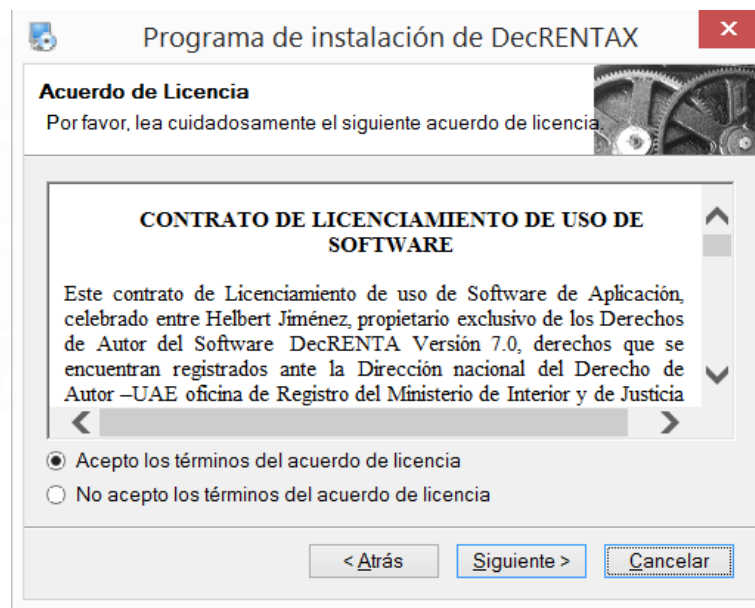 Programa de instalación de DecRENTAX
Acuerdo de Licencia
Por favor, lea cuidadosamente el siguiente acuerdo de licencia.
CONTRATO DE LICENCIAMIENTO DE USO DE
SOFTWARE
Este contrato de Licenciamiento de uso de Software de Aplicación,
celebrado entre Helbert Jiménez, propietario exclusivo de los Derechos
de Autor del Software DecRENTA Versión 7.0, derechos que se
encuentran registrados ante la Dirección nacional del Derecho de
Autor –UAE oficina de Registro del Ministerio de Interior y de Justicia
Acepto los términos del acuerdo de licencia
No acepto los términos del acuerdo de licencia
< Atrás Siguiente > Cancelar